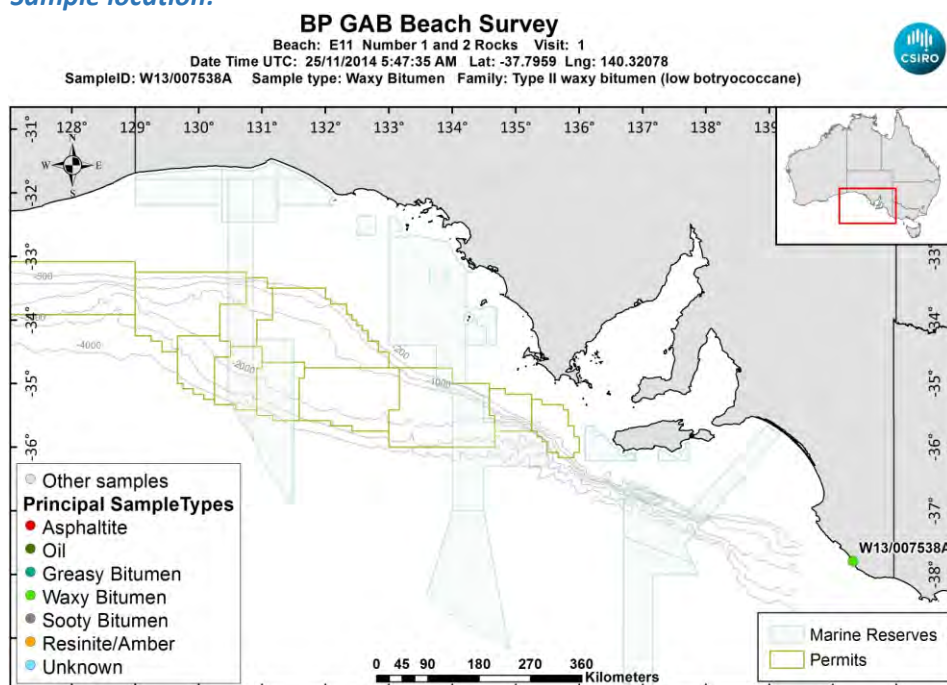 Sample location:
BP GAB Beach Survey
Beach: E11 Number 1 and 2 Rocks Visit: 1
Date Time UTC: 25/11/2014 5:47:35 AM Lat: -37.7959 Lng: 140.32078
SampleID: W13/007538A Sample type: Waxy Bitumen Family: Type II waxy bitumen (low botryococcane)
CSIRO
128° 129° 130° 131° 132° 133° 134° 135° 136° 137° 138° 139
-31°
-32°
-33°
-34°
-35°
-36°
-37°
-38°
N
W E
S
-2000
-4000
-200
-1000
-33°
-34°
-35°
-36°
-37°
-38°
W13/007538A
Other samples
Principal SampleTypes
Asphaltite
Oil
Greasy Bitumen
Waxy Bitumen
Sooty Bitumen
Resinite/Amber
Unknown
0 45 90 180 270 360
Kilometers
Marine Reserves
Permits